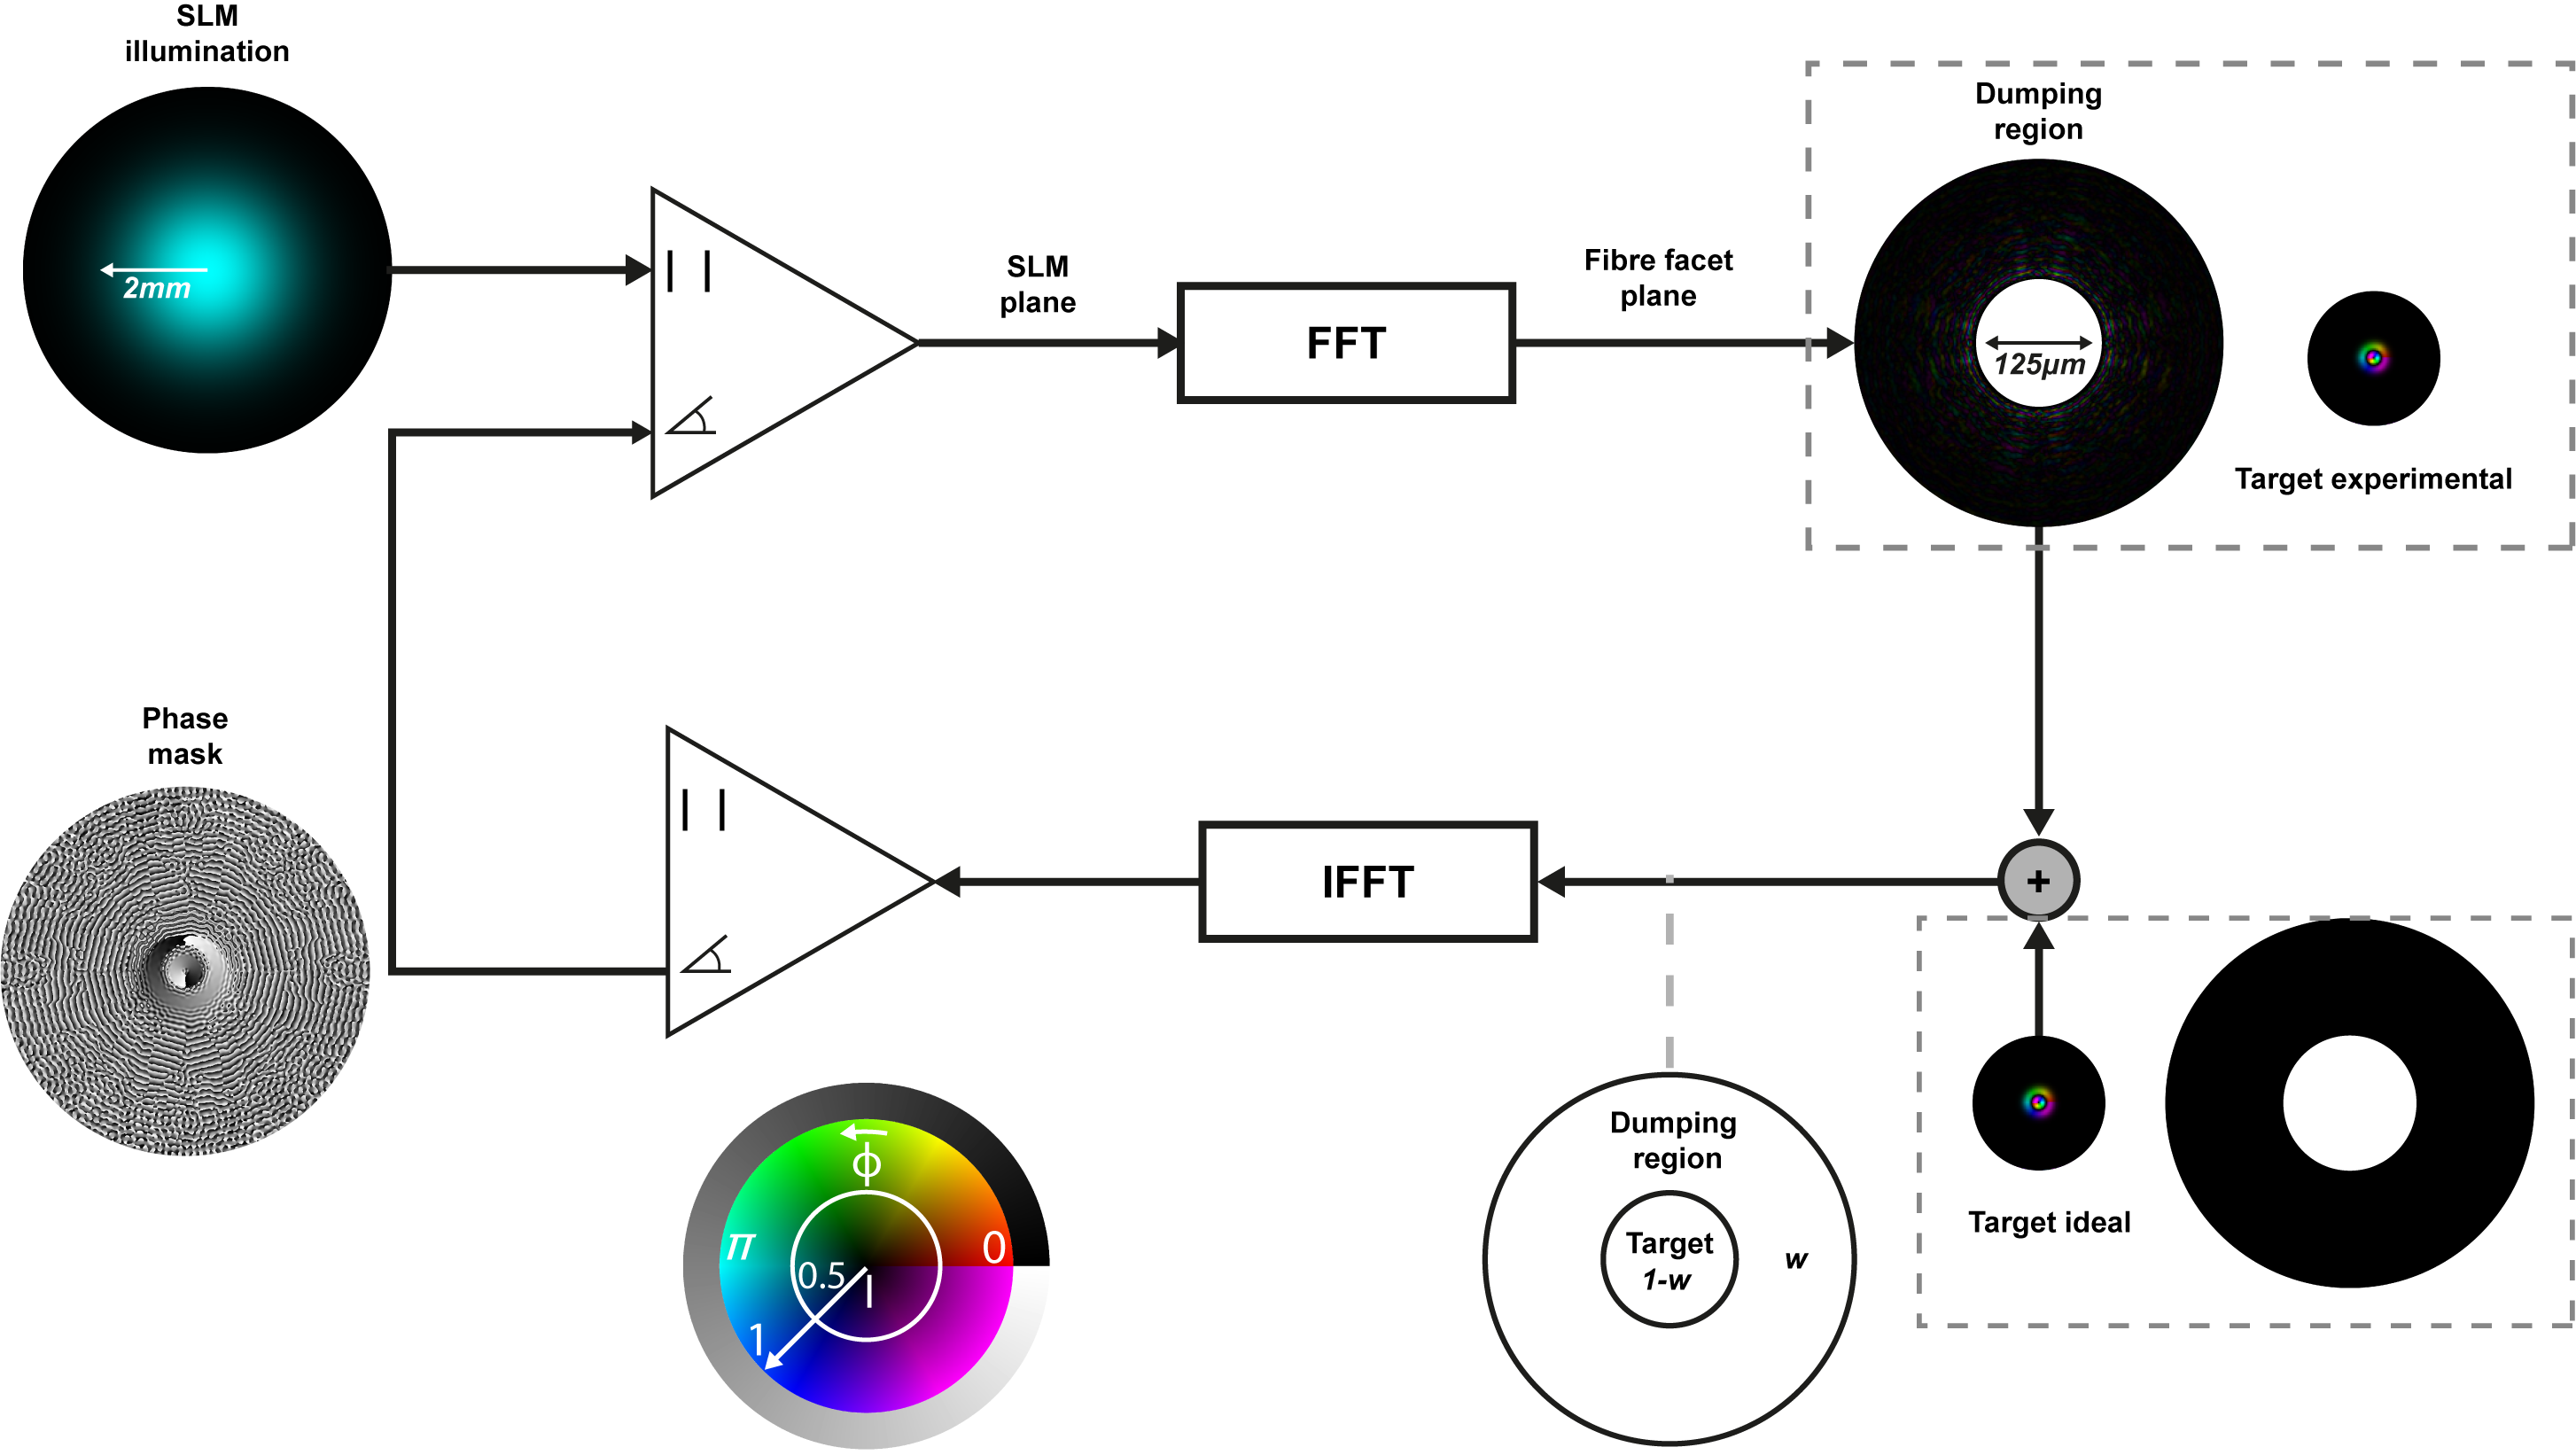 SLM
illumination
2mm
| |
SLM
plane
FFT
Fibre facet
plane
Dumping
region
125µm
Target experimental
Phase
mask
| |
IFFT
+
Dumping
region
Target
1-w
w
Target ideal
ϕ
π
0
0.5
I
1